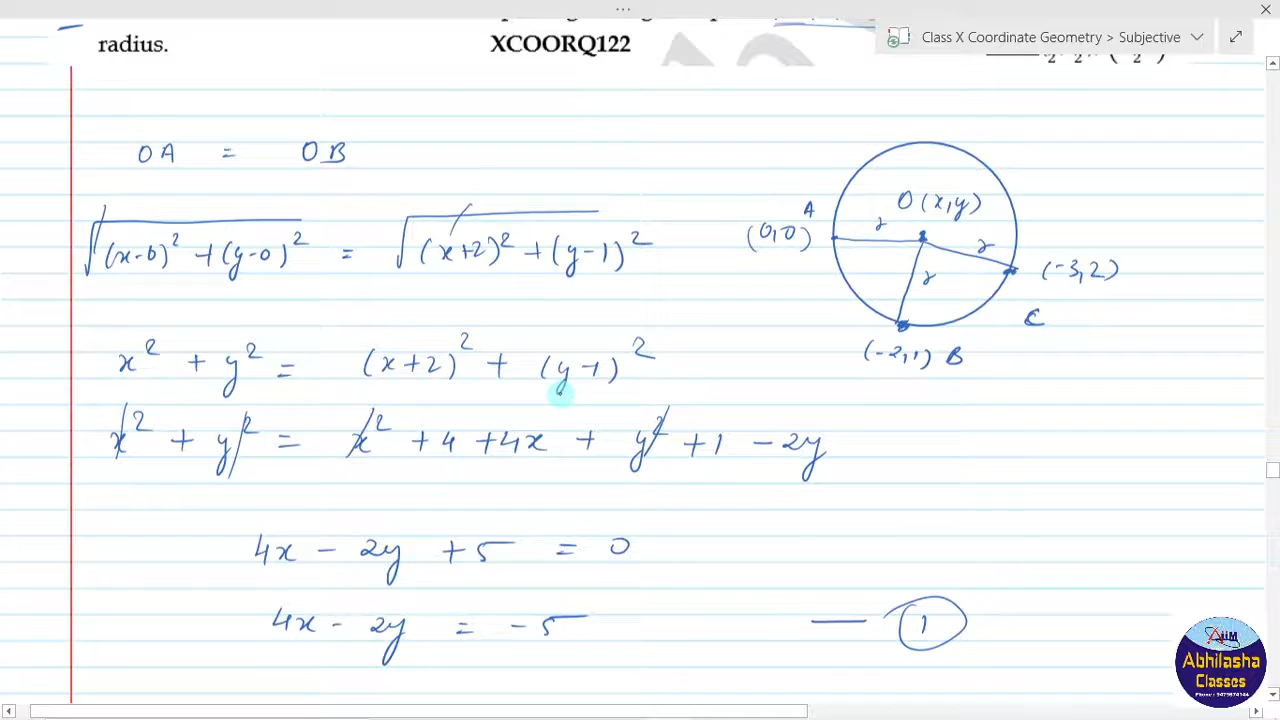 radius.
XCOORQ122
Class X Coordinate Geometry > Subjective
OA = OB
√(x-0)² + (y-0)² = √(x+2)² + (y-1)²
x² + y² = (x+2)² + (y-1)²
x² + y² = x² + 4 + 4x + y² + 1 - 2y
4x - 2y + 5 = 0
4x - 2y = -5 — 1
O(x,y)
A
(0,0)
r
r
r
(-3,2)
C
(-2,1) B
AIIM
Abhilasha
Classes